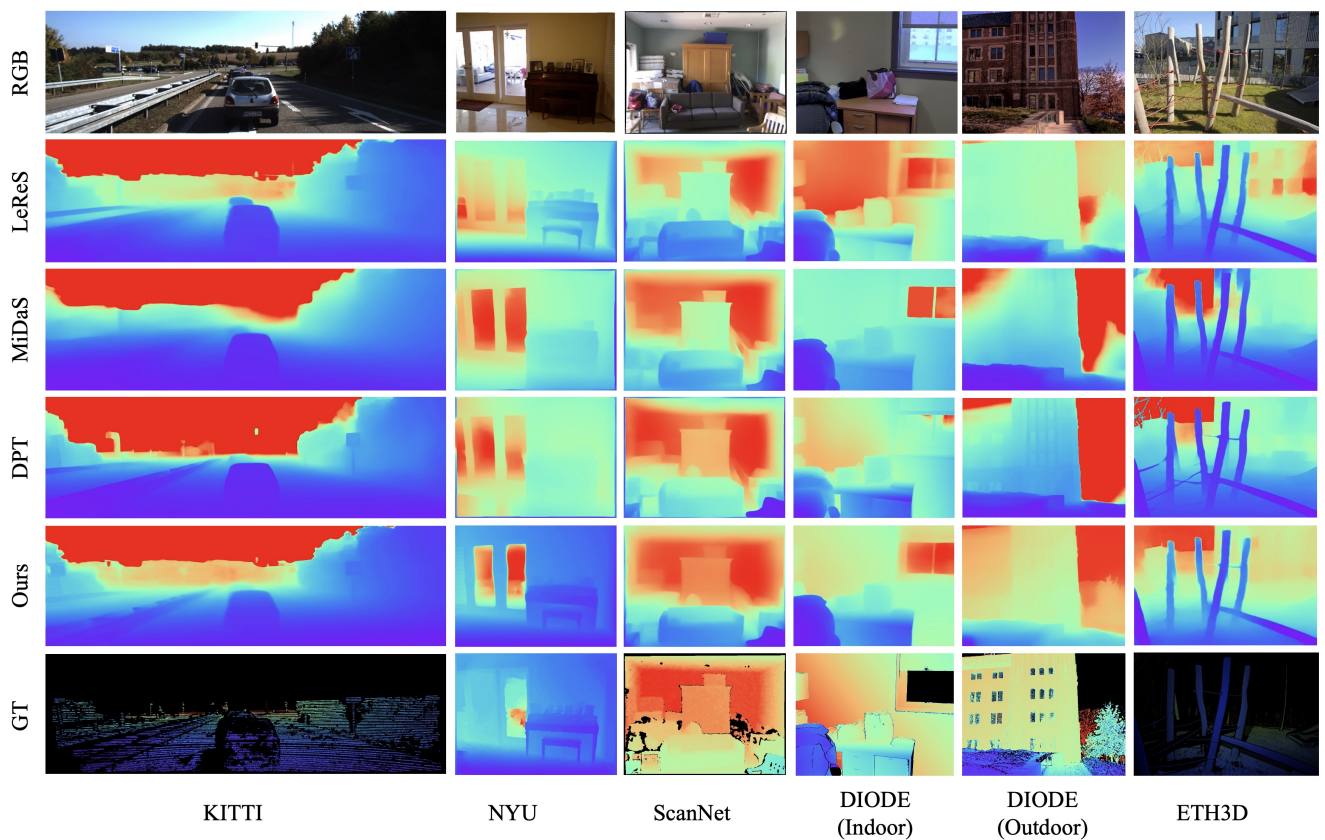 RGB
LeReS
MiDaS
DPT
Ours
GT
KITTI
NYU
ScanNet
DIODE
(Indoor)
DIODE
(Outdoor)
ETH3D